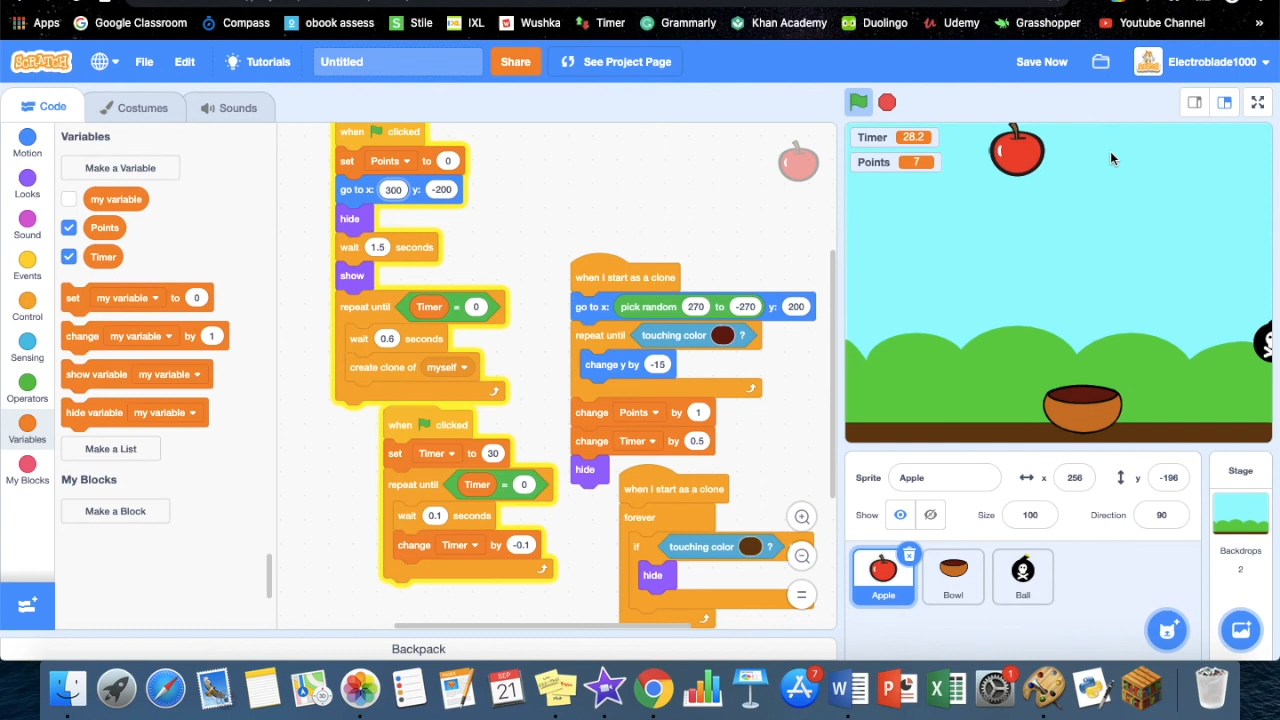 Apps Google Classroom Compass obook assess Stile IXL Wushka Timer Grammarly Khan Academy Duolingo Udemy Grasshopper Youtube Channel »
SCRATCH File Edit Tutorials Untitled Share See Project Page Save Now Electroblade1000
Code Costumes Sounds
Motion
Looks
Sound
Events
Control
Sensing
Operators
Variables
My Blocks
Variables
Make a Variable
my variable
Points
Timer
set my variable to 0
change my variable by 1
show variable my variable
hide variable my variable
Make a List
My Blocks
Make a Block
when clicked
set Points to 0
go to x: 300 y: -200
hide
wait 1.5 seconds
show
repeat until Timer = 0
wait 0.6 seconds
create clone of myself
when clicked
set Timer to 30
repeat until Timer = 0
wait 0.1 seconds
change Timer by -0.1
when I start as a clone
go to x: pick random 270 to -270 y: 200
repeat until touching color ?
change y by -15
change Points by 1
change Timer by 0.5
hide
when I start as a clone
forever
if touching color ?
hide
Backpack
Timer 28.2
Points 7
Sprite Apple x 256 y -196
Show Size 100 Direction 90
Apple
Bowl
Ball
Stage
Backdrops
2
SEP
21
7
W
P
X
1